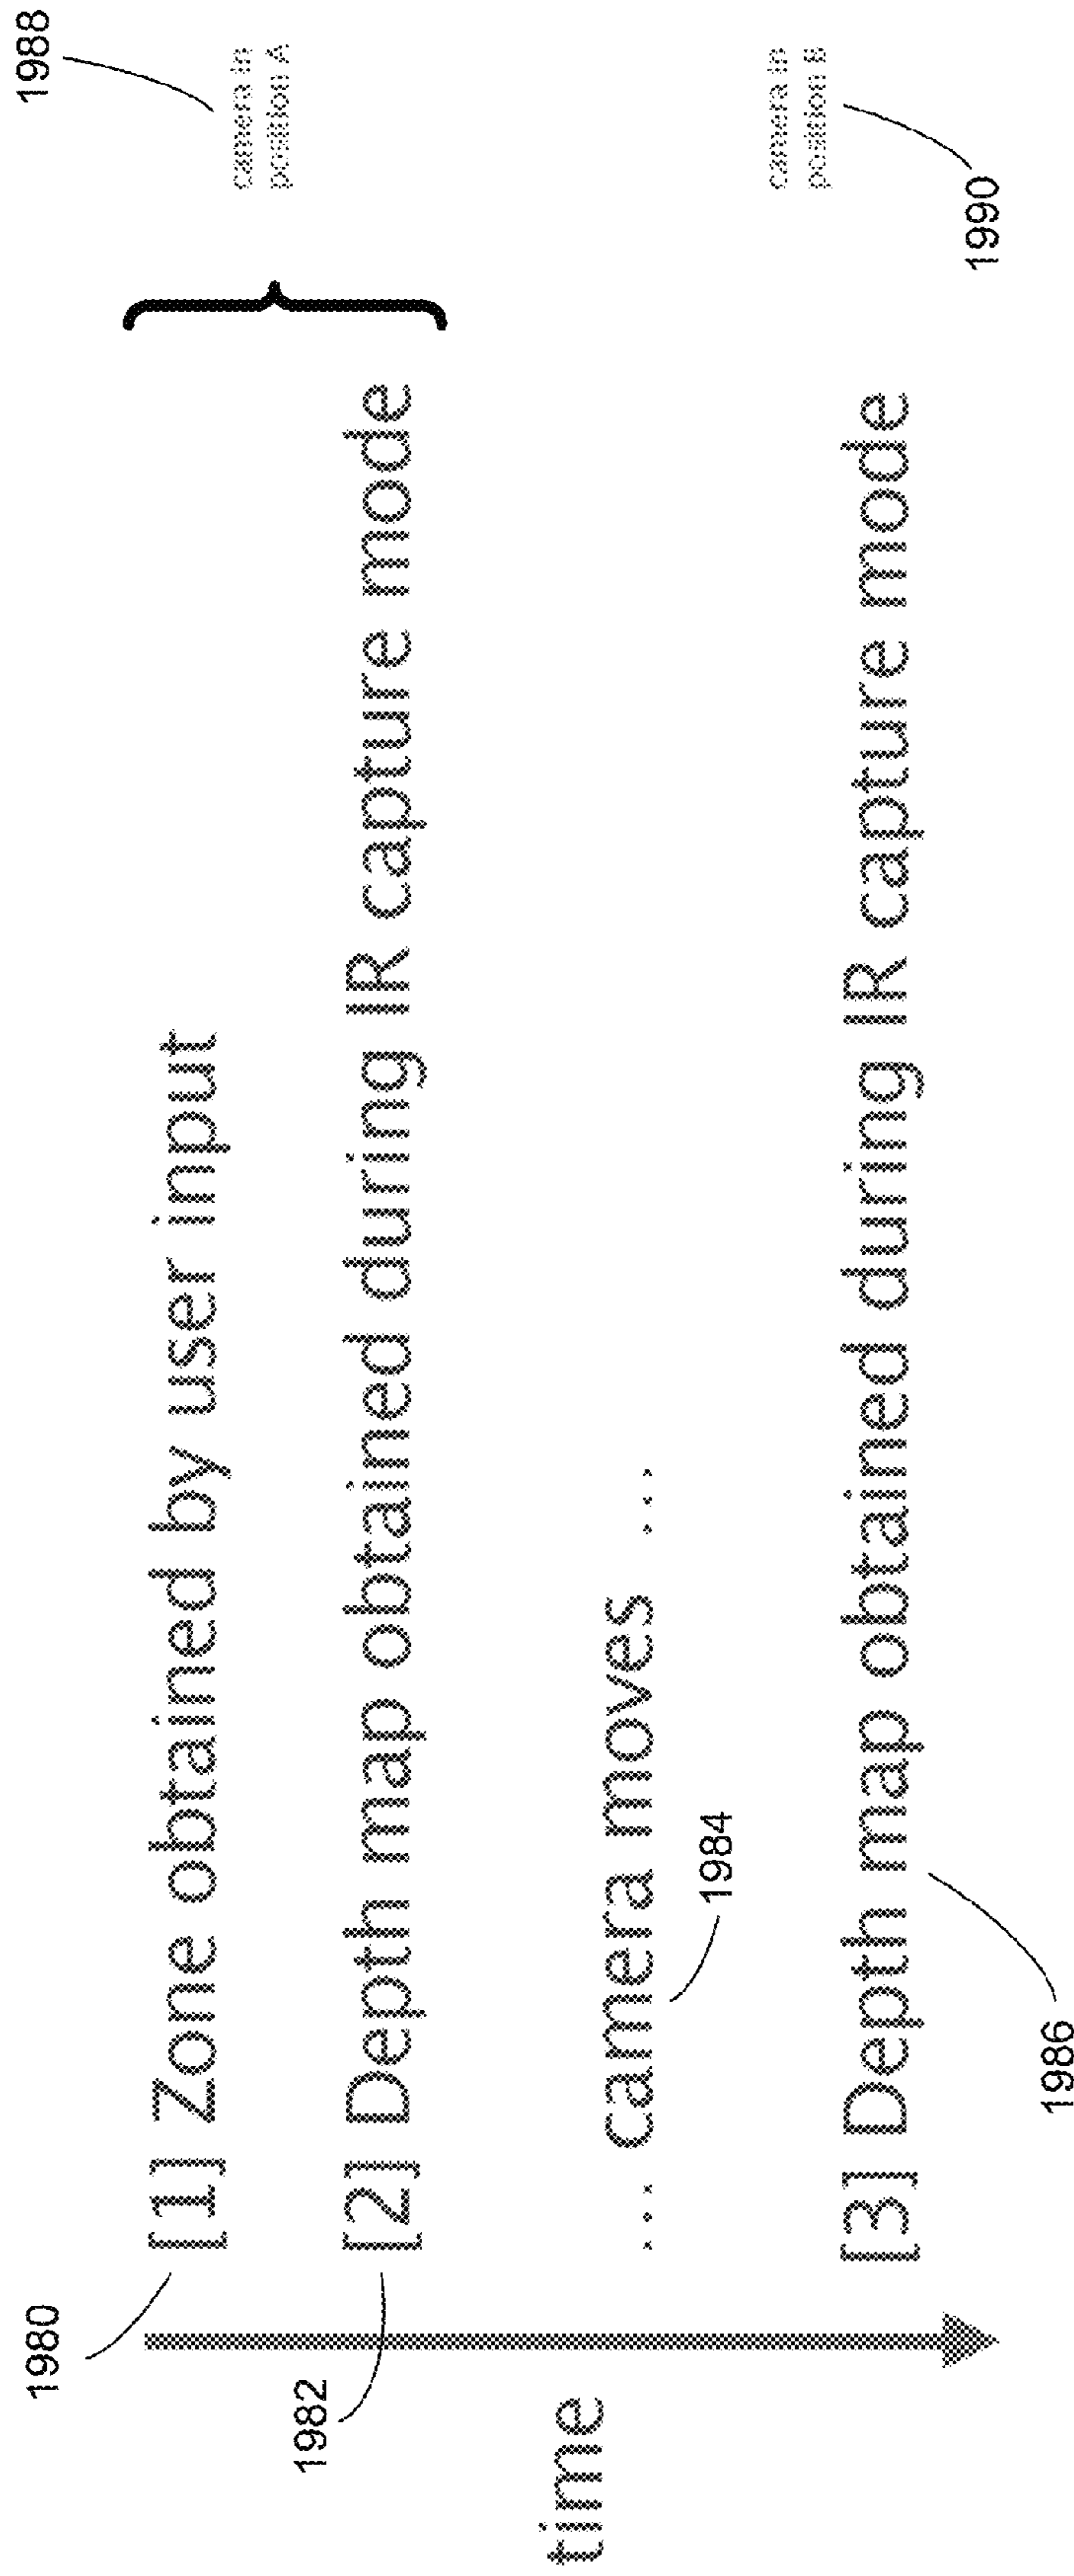 1980
[1] Zone obtained by user input
1988
camera in
position A
1982
[2] Depth map obtained during IR capture mode
time
... camera moves ...
1984
[3] Depth map obtained during IR capture mode
1986
camera in
position B
1990